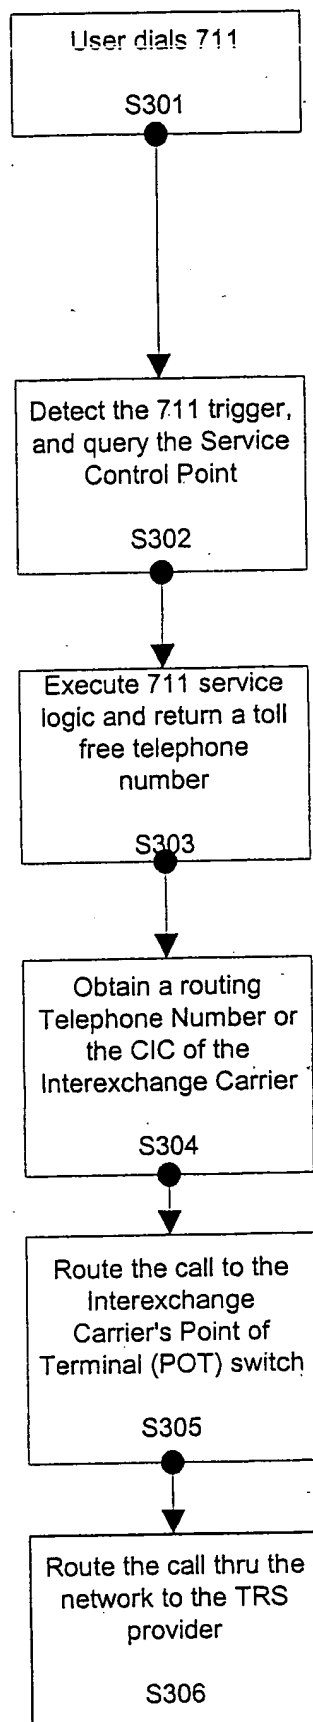 User dials 711
S301
Detect the 711 trigger,
and query the Service
Control Point
S302
Execute 711 service
logic and return a toll
free telephone
number
S303
Obtain a routing
Telephone Number or
the CIC of the
Interexchange Carrier
S304
Route the call to the
Interexchange
Carrier's Point of
Terminal (POT) switch
S305
Route the call thru the
network to the TRS
provider
S306